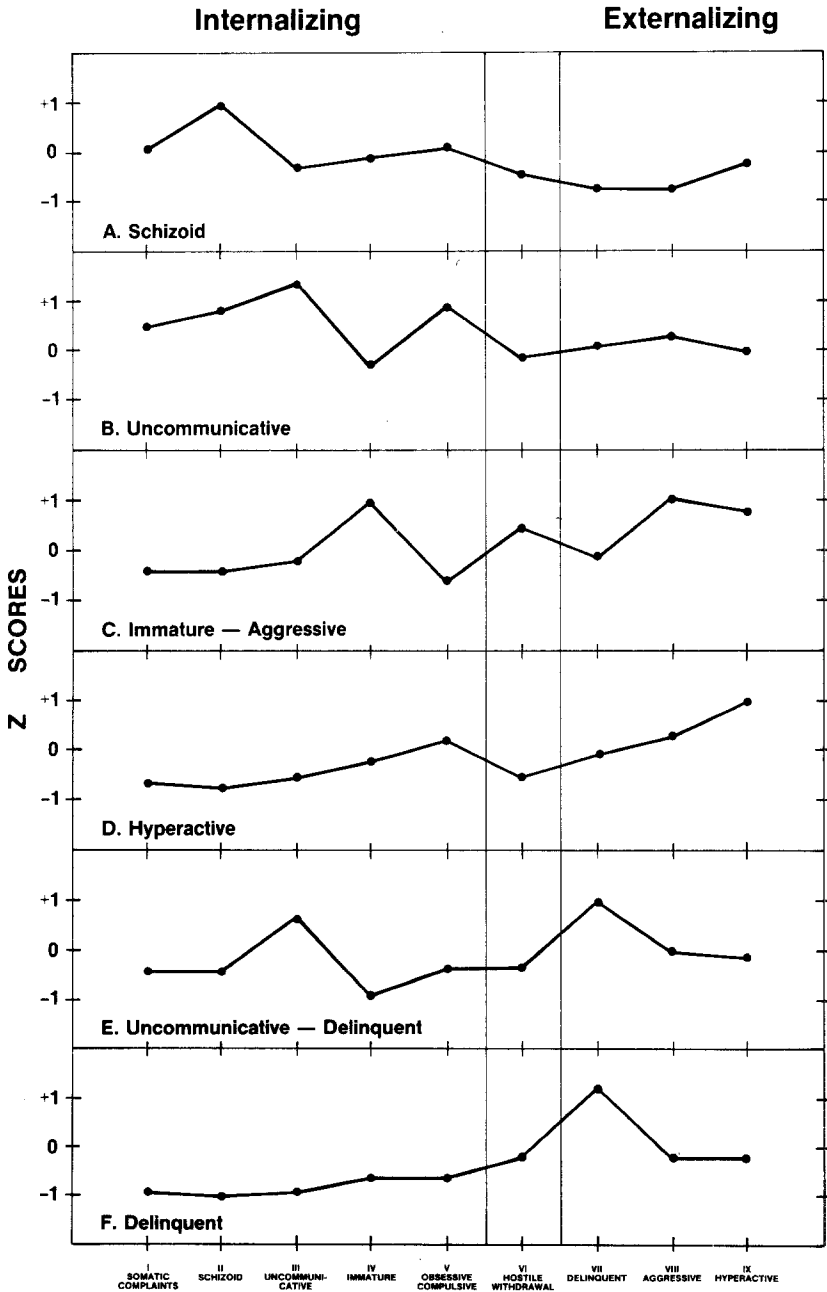 Internalizing Externalizing
+1
0
-1
A. Schizoid
+1
0
-1
B. Uncommunicative
+1
0
-1
C. Immature — Aggressive
+1
0
-1
D. Hyperactive
+1
0
-1
E. Uncommunicative — Delinquent
+1
0
-1
F. Delinquent
Z SCORES
I
SOMATIC
COMPLAINTS
II
SCHIZOID
III
UNCOMMUNI-
CATIVE
IV
IMMATURE
V
OBSESSIVE
COMPULSIVE
VI
HOSTILE
WITHDRAWAL
VII
DELINQUENT
VIII
AGGRESSIVE
IX
HYPERACTIVE